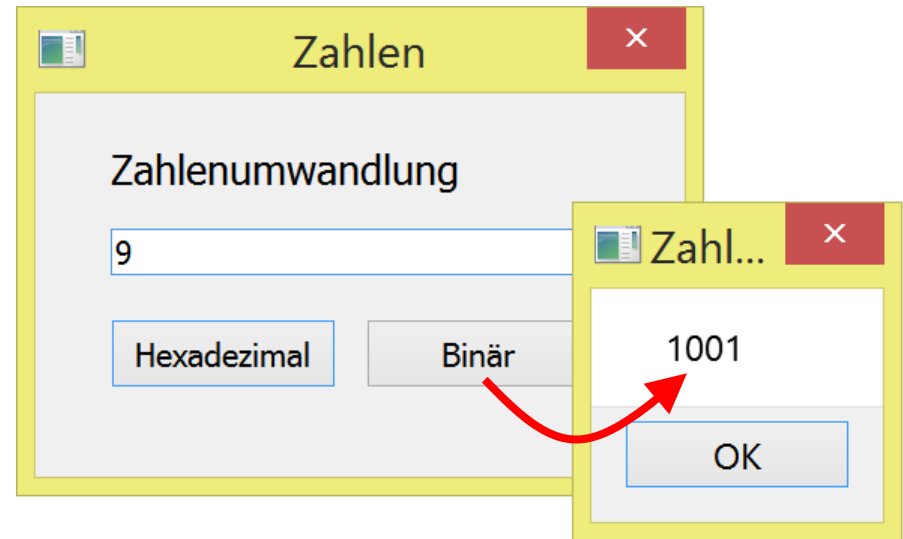 Zahlen
Zahlenumwandlung
9
Hexadezimal
Binär
Zahl...
1001
OK